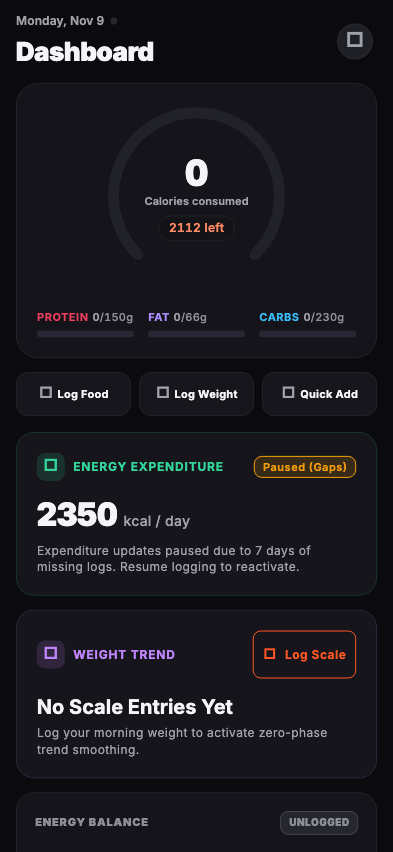 Monday, Nov 9
Dashboard
0
Calories consumed
2112 left
PROTEIN 0/150g
FAT 0/66g
CARBS 0/230g
Log Food
Log Weight
Quick Add
ENERGY EXPENDITURE
Paused (Gaps)
2350 kcal / day
Expenditure updates paused due to 7 days of
missing logs. Resume logging to reactivate.
WEIGHT TREND
Log Scale
No Scale Entries Yet
Log your morning weight to activate zero-phase
trend smoothing.
ENERGY BALANCE
UNLOGGED